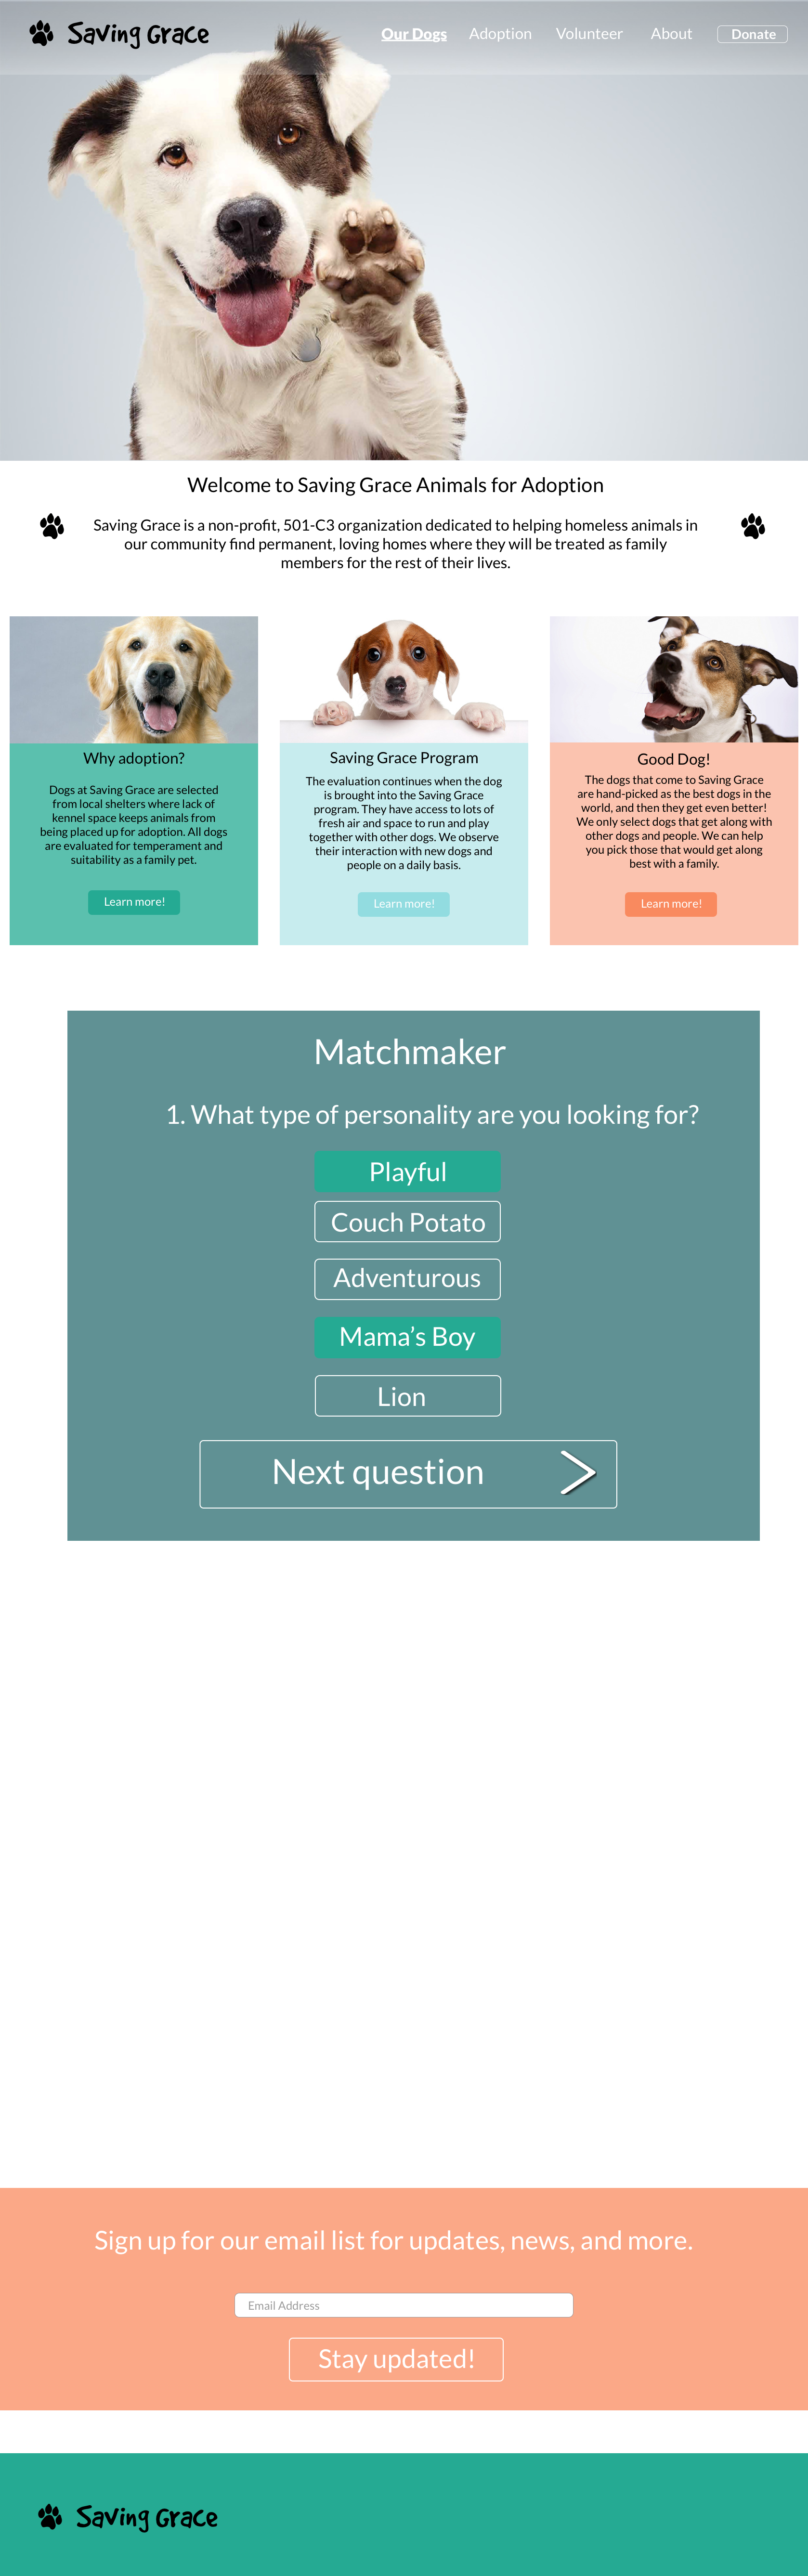 Saving Grace
Our Dogs Adoption Volunteer About Donate
Welcome to Saving Grace Animals for Adoption
Saving Grace is a non-profit, 501-C3 organization dedicated to helping homeless animals in
our community find permanent, loving homes where they will be treated as family
members for the rest of their lives.
Why adoption?
Dogs at Saving Grace are selected
from local shelters where lack of
kennel space keeps animals from
being placed up for adoption. All dogs
are evaluated for temperament and
suitability as a family pet.
Learn more!
Saving Grace Program
The evaluation continues when the dog
is brought into the Saving Grace
program. They have access to lots of
fresh air and space to run and play
together with other dogs. We observe
their interaction with new dogs and
people on a daily basis.
Learn more!
Good Dog!
The dogs that come to Saving Grace
are hand-picked as the best dogs in the
world, and then they get even better!
We only select dogs that get along with
other dogs and people. We can help
you pick those that would get along
best with a family.
Learn more!
Matchmaker
1. What type of personality are you looking for?
Playful
Couch Potato
Adventurous
Mama’s Boy
Lion
Next question
Sign up for our email list for updates, news, and more.
Email Address
Stay updated!
Saving Grace